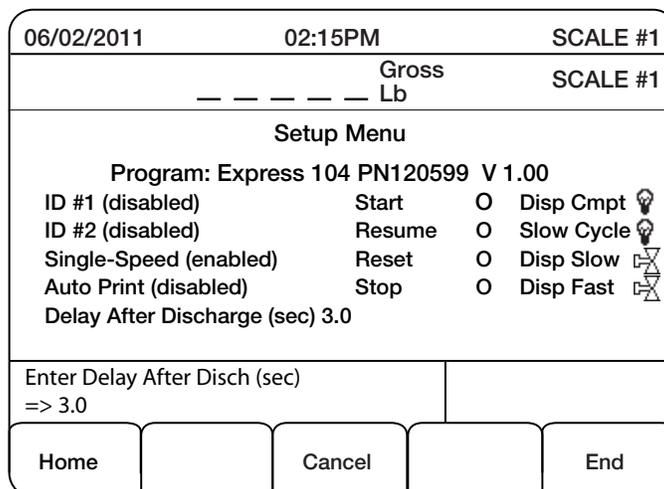 06/02/2011 02:15PM SCALE #1
Gross SCALE #1
_ _ _ _ _ Lb
Setup Menu
Program: Express 104 PN120599 V 1.00
ID #1 (disabled) Start O Disp Cmpt
ID #2 (disabled) Resume O Slow Cycle
Single-Speed (enabled) Reset O Disp Slow
Auto Print (disabled) Stop O Disp Fast
Delay After Discharge (sec) 3.0
Enter Delay After Disch (sec)
=> 3.0
Home Cancel End